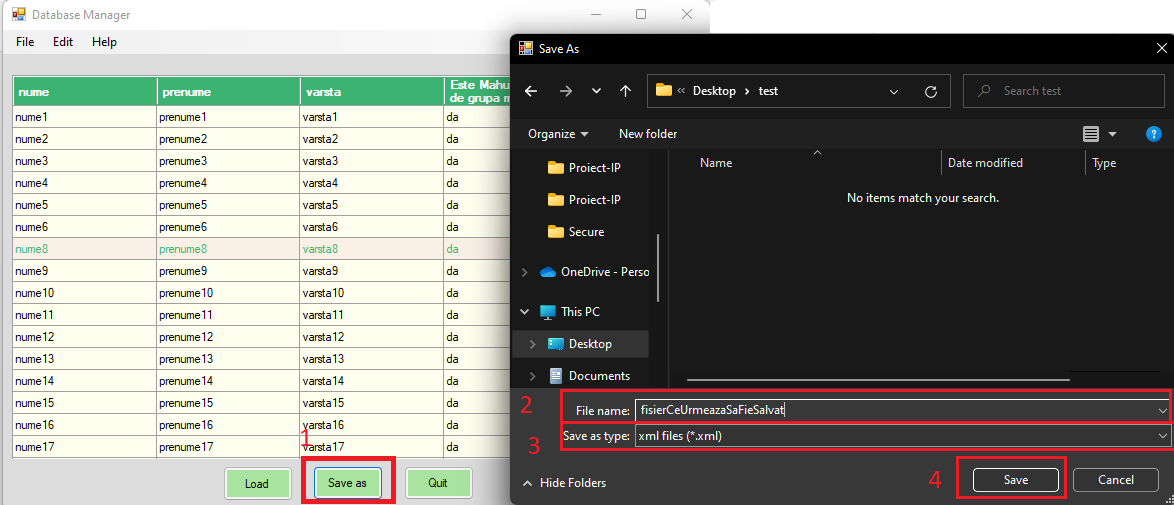 Database Manager
File Edit Help
nume prenume varsta Este Mahu
de grupa m
nume1 prenume1 varsta1 da
nume2 prenume2 varsta2 da
nume3 prenume3 varsta3 da
nume4 prenume4 varsta4 da
nume5 prenume5 varsta5 da
nume6 prenume6 varsta6 da
nume8 prenume8 varsta8 da
nume9 prenume9 varsta9 da
nume10 prenume10 varsta10 da
nume11 prenume11 varsta11 da
nume12 prenume12 varsta12 da
nume13 prenume13 varsta13 da
nume14 prenume14 varsta14 da
nume15 prenume15 varsta15 da
nume16 prenume16 varsta16 da
nume17 prenume17 varsta17 da
1
Load Save as Quit
Save As
Desktop test
Search test
Organize New folder
Name Date modified Type
No items match your search.
Proiect-IP
Proiect-IP
Secure
OneDrive - Perso
This PC
Desktop
Documents
2 File name: fisierCeUrmeazaSaFieSalvat
3 Save as type: xml files (*.xml)
Hide Folders 4 Save Cancel